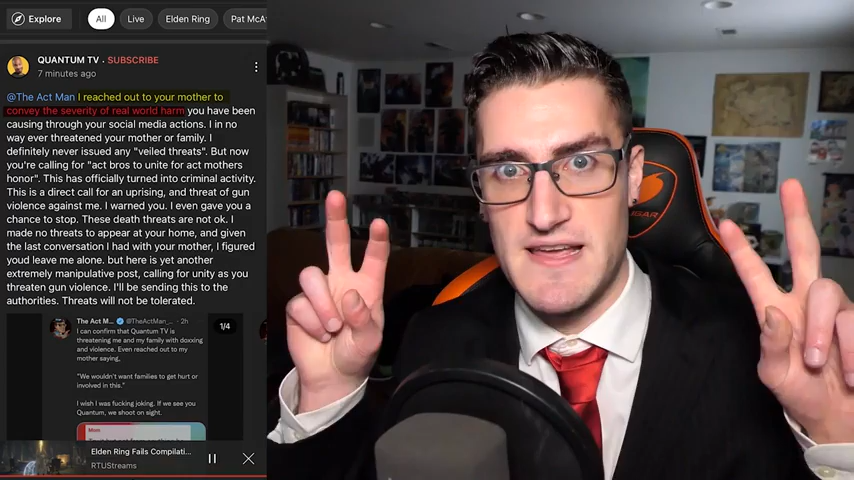 Explore
All
Live
Elden Ring
Pat McA
QUANTUM TV . SUBSCRIBE
7 minutes ago
@The Act Man I reached out to your mother to
convey the severity of real world harm you have been
causing through your social media actions. I in no
way ever threatened your mother or family. I
definitely never issued any "veiled threats". But now
you're calling for "act bros to unite for act mothers
honor". This has officially turned into criminal activity.
This is a direct call for an uprising, and threat of gun
violence against me. I warned you. I even gave you a
chance to stop. These death threats are not ok. I
made no threats to appear at your home, and given
the last conversation I had with your mother, I figured
youd leave me alone. but here is yet another
extremely manipulative post, calling for unity as you
threaten gun violence. I'll be sending this to the
authorities. Threats will not be tolerated.
The Act M... @TheActMan_... · 2h
1/4
I can confirm that Quantum TV is
threatening me and my family with doxxing
and violence. Even reached out to my
mother saying,
"We wouldn't want families to get hurt or
involved in this."
I wish I was fucking joking. If we see you
Quantum, we shoot on sight.
Mom
Elden Ring Fails Compilati...
RTUStreams